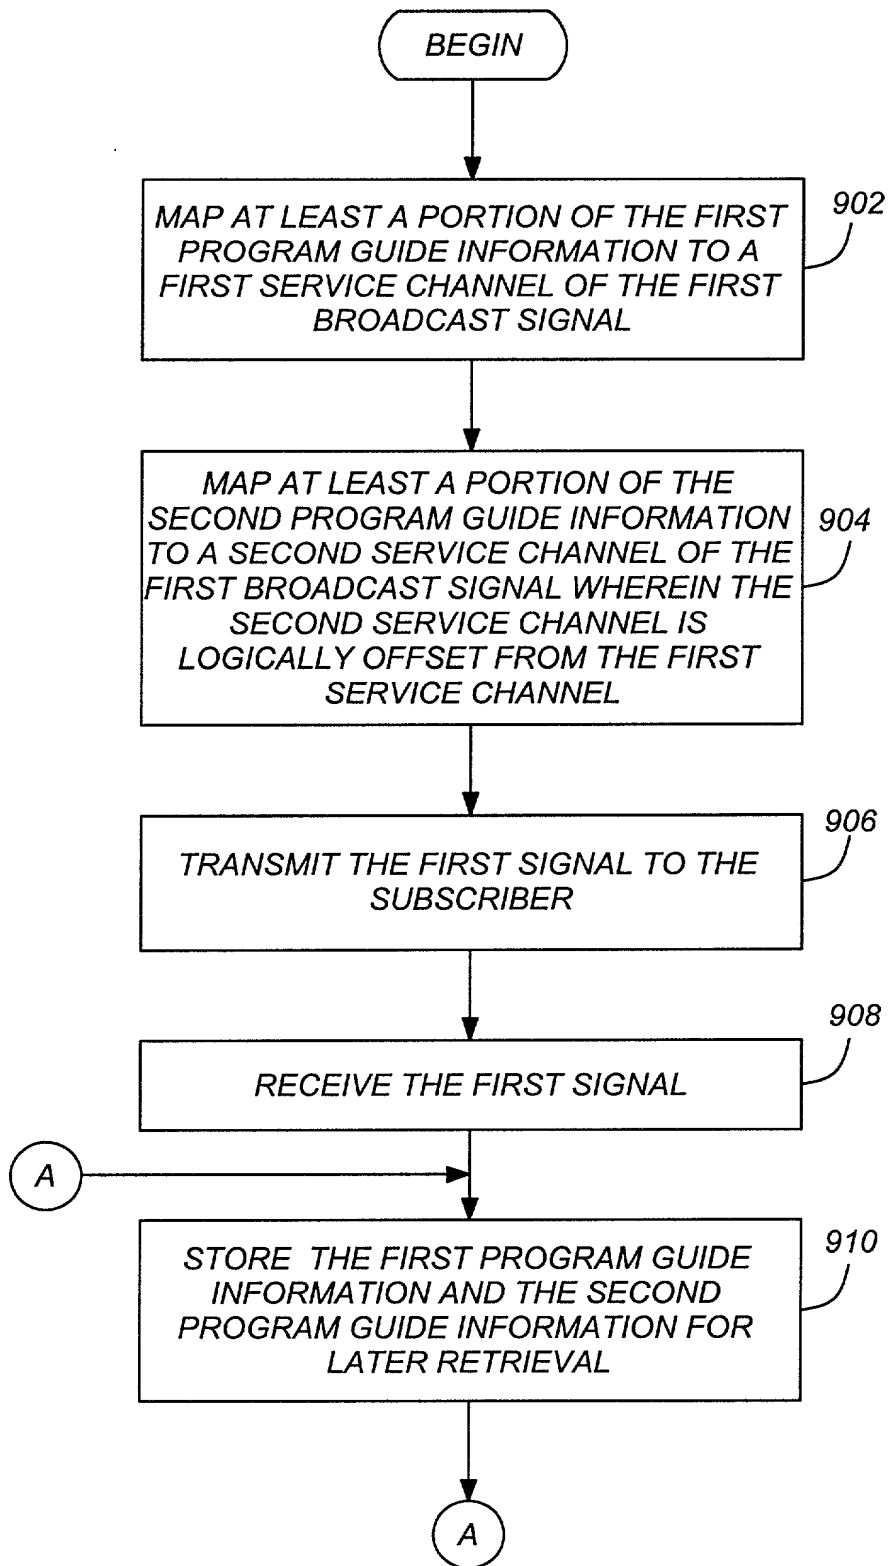 BEGIN
MAP AT LEAST A PORTION OF THE FIRST
PROGRAM GUIDE INFORMATION TO A
FIRST SERVICE CHANNEL OF THE FIRST
BROADCAST SIGNAL
902
MAP AT LEAST A PORTION OF THE
SECOND PROGRAM GUIDE INFORMATION
TO A SECOND SERVICE CHANNEL OF THE
FIRST BROADCAST SIGNAL WHEREIN THE
SECOND SERVICE CHANNEL IS
LOGICALLY OFFSET FROM THE FIRST
SERVICE CHANNEL
904
TRANSMIT THE FIRST SIGNAL TO THE
SUBSCRIBER
906
RECEIVE THE FIRST SIGNAL
908
A
STORE THE FIRST PROGRAM GUIDE
INFORMATION AND THE SECOND
PROGRAM GUIDE INFORMATION FOR
LATER RETRIEVAL
910
A